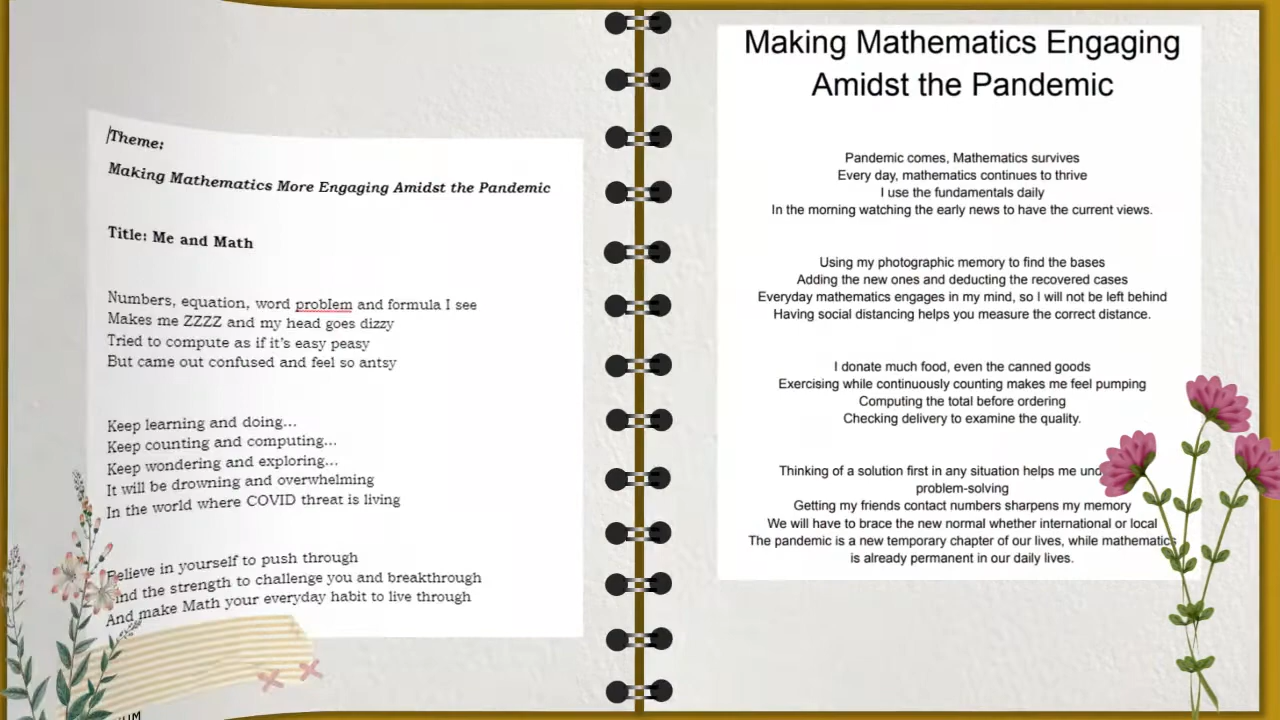 Theme:
Making Mathematics More Engaging Amidst the Pandemic
Title: Me and Math
Numbers, equation, word problem and formula I see
Makes me ZZZZ and my head goes dizzy
Tried to compute as if it's easy peasy
But came out confused and feel so antsy
Keep learning and doing...
Keep counting and computing...
Keep wondering and exploring...
It will be drowning and overwhelming
In the world where COVID threat is living
Believe in yourself to push through
the strength to challenge you and breakthrough
And make Math your everyday habit to live through
Making Mathematics Engaging
Amidst the Pandemic
Pandemic comes, Mathematics survives
Every day, mathematics continues to thrive
I use the fundamentals daily
In the morning watching the early news to have the current views.
Using my photographic memory to find the bases
Adding the new ones and deducting the recovered cases
Everyday mathematics engages in my mind, so I will not be left behind
Having social distancing helps you measure the correct distance.
I donate much food, even the canned goods
Exercising while continuously counting makes me feel pumping
Computing the total before ordering
Checking delivery to examine the quality.
Thinking of a solution first in any situation helps me
problem-solving
Getting my friends contact numbers sharpens my memory
We will have to brace the new normal whether international or local
The pandemic is a new temporary chapter of our lives, while mathematics
is already permanent in our daily lives.